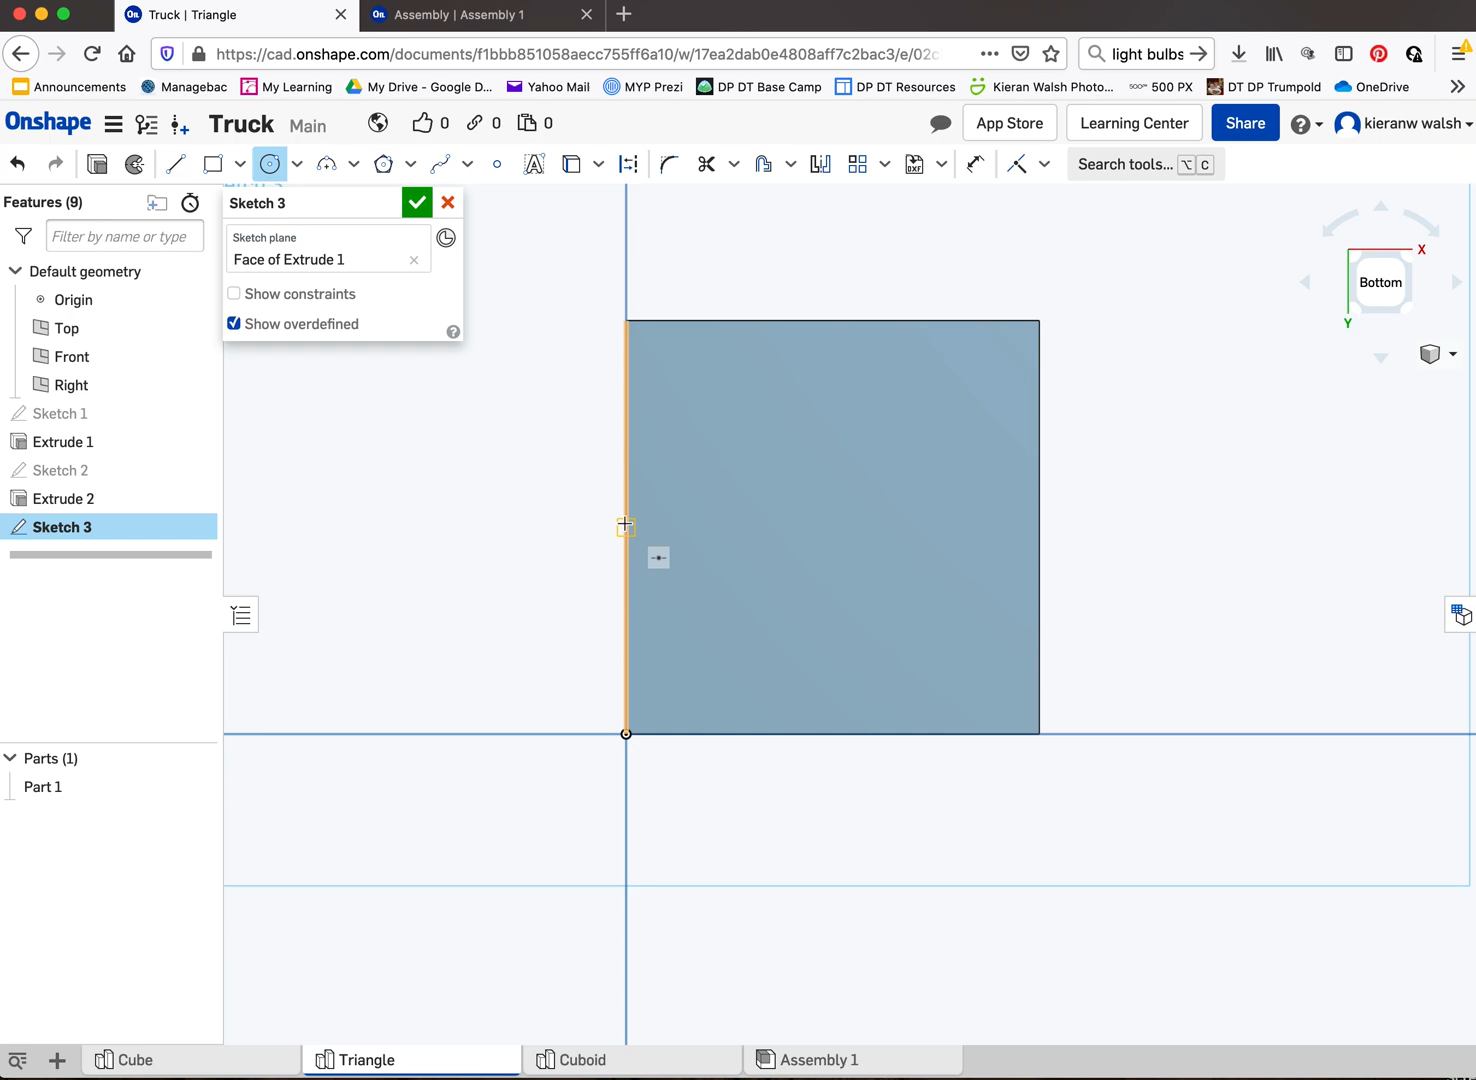 Truck | Triangle
Assembly | Assembly 1
https://cad.onshape.com/documents/f1bbb851058aecc755ff6a10/w/17ea2dab0e4808aff7c2bac3/e/02c
light bulbs
Announcements
Managebac
My Learning
My Drive - Google D...
Yahoo Mail
MYP Prezi
DP DT Base Camp
DP DT Resources
Kieran Walsh Photo...
500 PX
DT DP Trumpold
OneDrive
Onshape
Truck Main
0
0
0
App Store
Learning Center
Share
kieranw walsh
Search tools... ⌥ C
Features (9)
Filter by name or type
Default geometry
Origin
Top
Front
Right
Sketch 1
Extrude 1
Sketch 2
Extrude 2
Sketch 3
Sketch 3
Sketch plane
Face of Extrude 1
Show constraints
Show overdefined
X
Bottom
Y
Parts (1)
Part 1
Cube
Triangle
Cuboid
Assembly 1